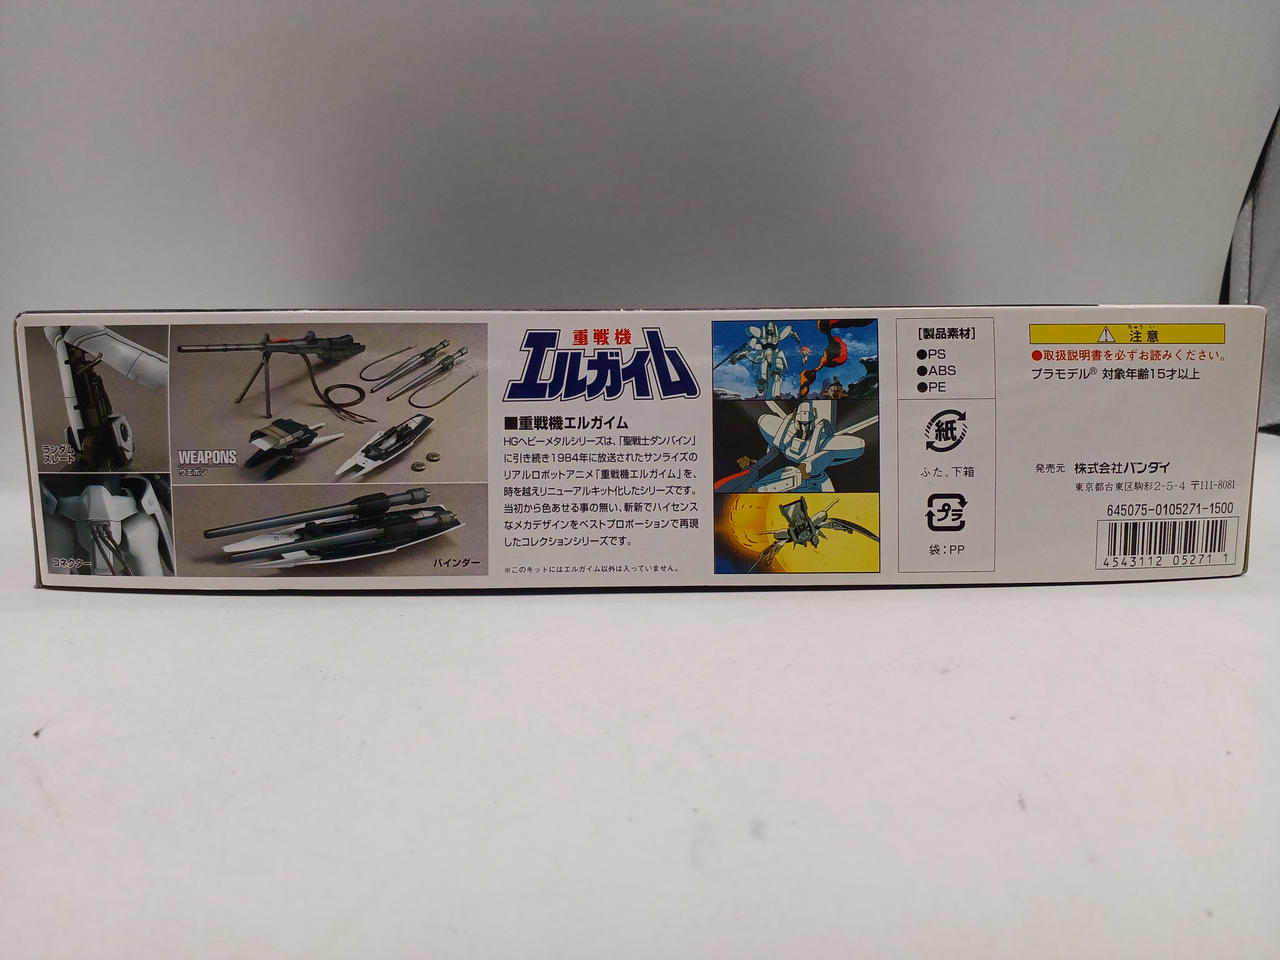 ランダム
スレート
コネクター
WEAPONS
ウェポン
バインダー
重戦機
エルガイム
■重戦機エルガイム
HGヘビーメタルシリーズは、「聖戦士ダンバイン」
に引き続き1984年に放送されたサンライズの
リアルロボットアニメ「重戦機エルガイム」を、
時を越えリニューアルキット化したシリーズです。
当初から色あせる事の無い、斬新でハイセンス
なメカデザインをベストプロポーションで再現
したコレクションシリーズです。
※このキットにはエルガイム以外は入っていません。
[製品素材]
●PS
●ABS
●PE
紙
ふた、下箱
プラ
袋:PP
ちゅうい
注意
●取扱説明書を必ずお読みください。
プラモデル® 対象年齢15才以上
発売元 株式会社バンダイ
東京都台東区駒形2-5-4 〒111-8081
645075-0105271-1500
4543112 05271 1